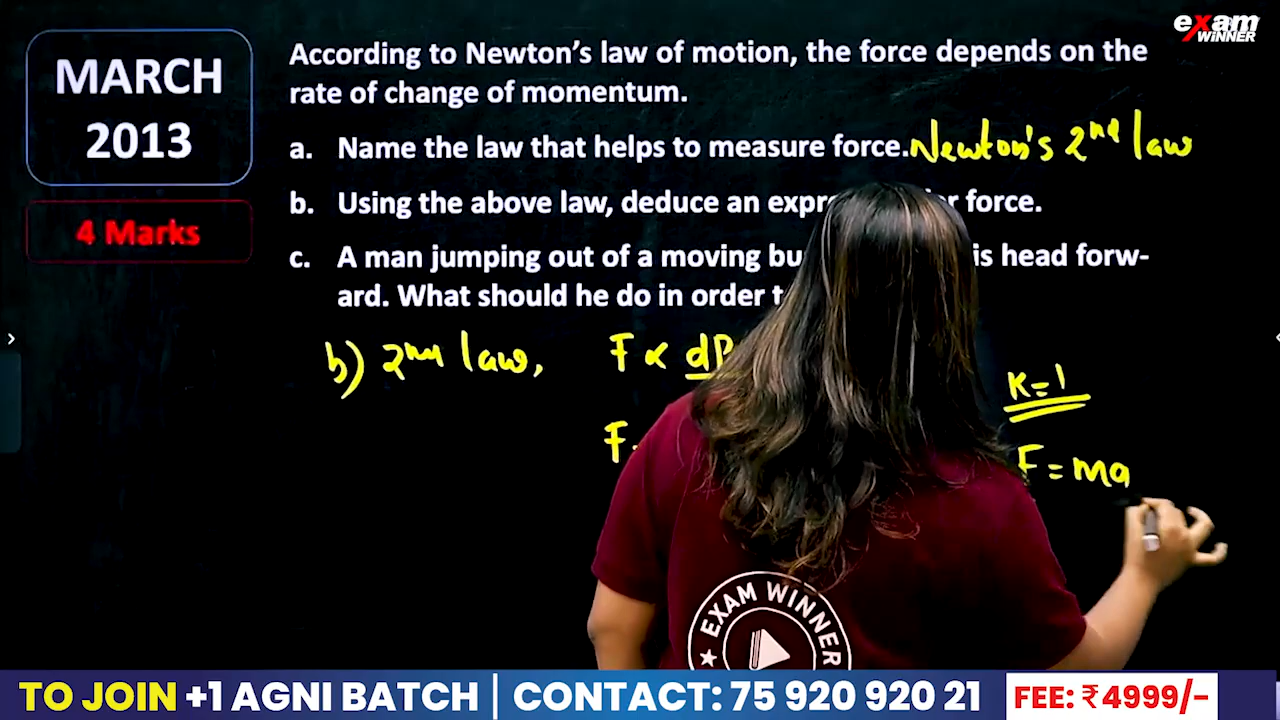 exam
WINNER
MARCH
2013
4 Marks
According to Newton's law of motion, the force depends on the
rate of change of momentum.
a. Name the law that helps to measure force. Newton's 2nd law
b. Using the above law, deduce an expre r force.
c. A man jumping out of a moving bu is head forw-
ard. What should he do in order t
b) 2nd law, F ∝ dP
K=1
F
F = ma
EXAM WINNER
TO JOIN +1 AGNI BATCH | CONTACT: 75 920 920 21 FEE: ₹4999/-